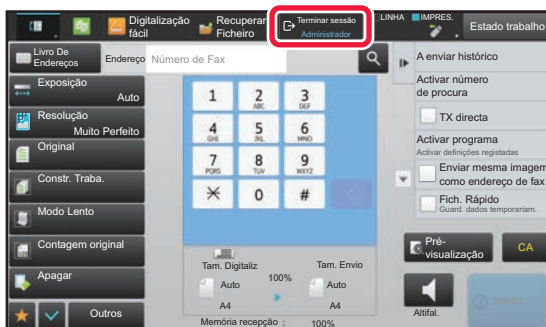 Digitalização
fácil
Recuperar
Ficheiro
Terminar sessão
Administrador
LINHA
IMPRES.
Estado trabalho
Livro De
Endereços
Endereço
Número de Fax
Exposição
Auto
Resolução
Muito Perfeito
Original
Constr. Traba.
Modo Lento
Contagem original
Apagar
Outros
1
2
ABC
3
DEF
4
GHI
5
JKL
6
MNO
7
PQRS
8
TUV
9
WXYZ
0
#
Tam. Digitaliz
Auto
A4
100%
Tam. Envio
Auto
A4
Memória recepção :
100%
A enviar histórico
Activar número
de procura
TX directa
Activar programa
Activar definições registadas
Enviar mesma imagem
como endereço de fax
Fich. Rápido
Guard. dados temporariam.
Pré-
visualização
CA
Altifal.
Iniciar